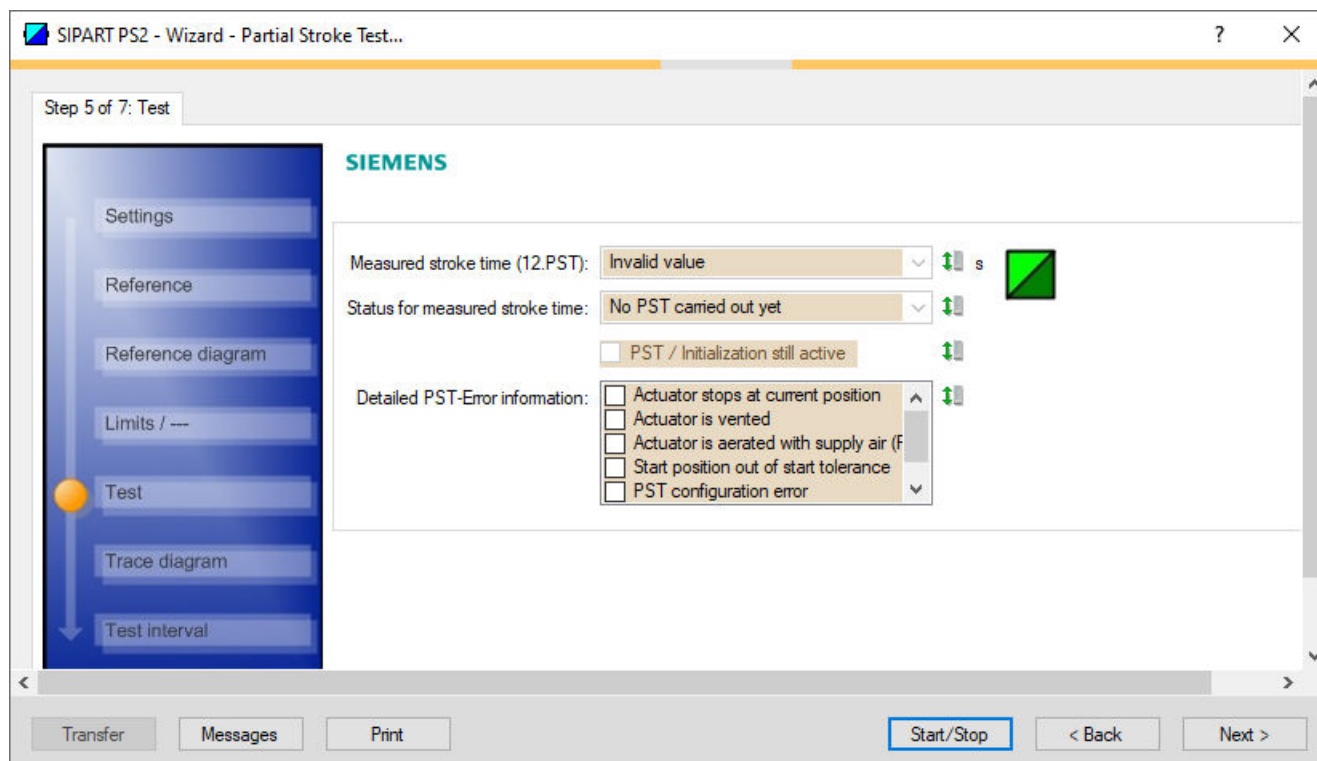 SIPART PS2 - Wizard - Partial Stroke Test...
Step 5 of 7: Test
SIEMENS
Settings
Reference
Reference diagram
Limits / ---
Test
Trace diagram
Test interval
Measured stroke time (12.PST): Invalid value s
Status for measured stroke time: No PST carried out yet
PST / Initialization still active
Detailed PST-Error information: Actuator stops at current position
Actuator is vented
Actuator is aerated with supply air (F
Start position out of start tolerance
PST configuration error
Transfer Messages Print Start/Stop < Back Next >